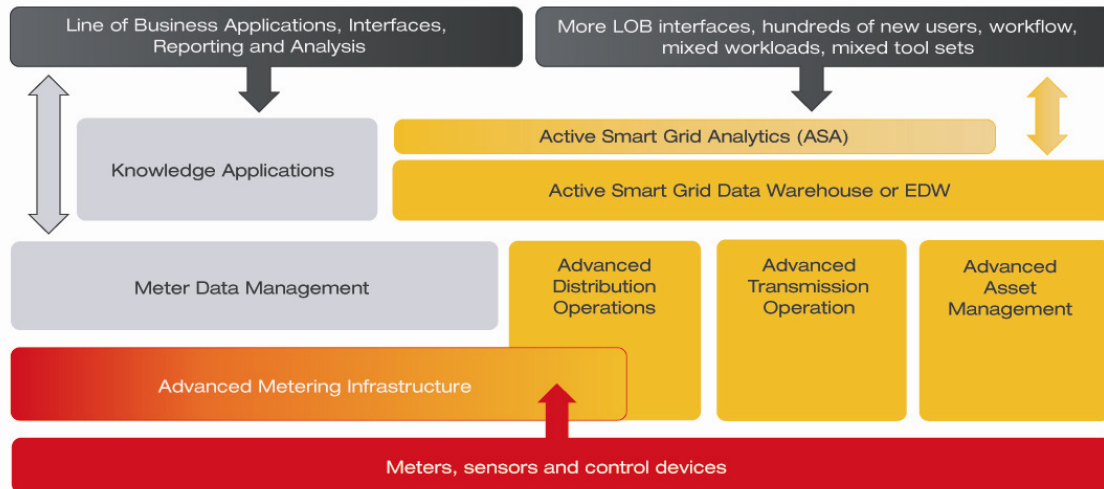 Line of Business Applications, Interfaces,
Reporting and Analysis
More LOB interfaces, hundreds of new users, workflow,
mixed workloads, mixed tool sets
Knowledge Applications
Active Smart Grid Analytics (ASA)
Active Smart Grid Data Warehouse or EDW
Meter Data Management
Advanced
Distribution
Operations
Advanced
Transmission
Operation
Advanced
Asset
Management
Advanced Metering Infrastructure
Meters, sensors and control devices